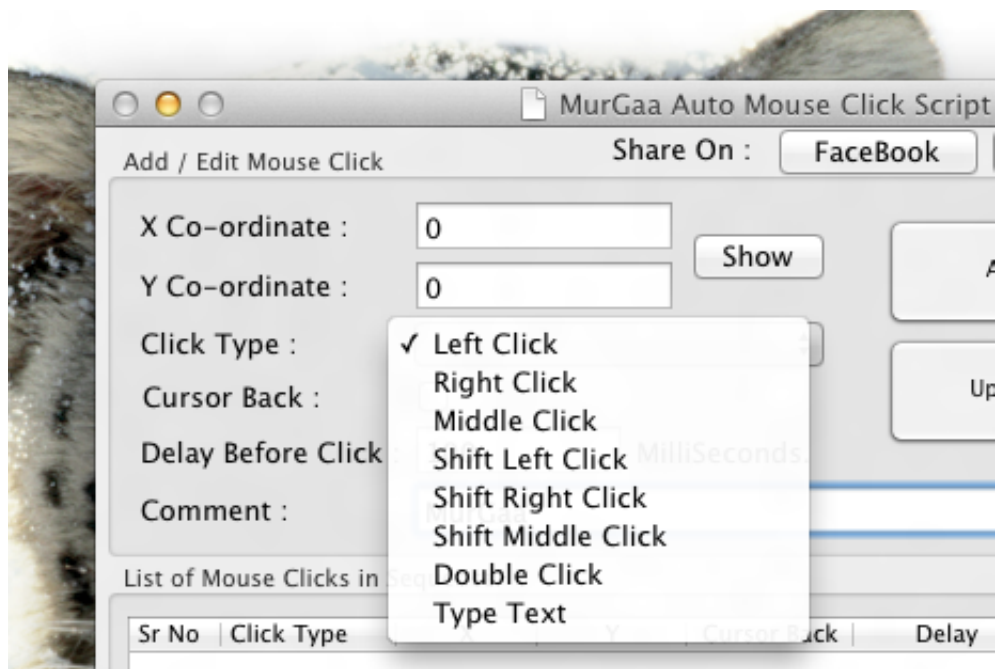 MurGaa Auto Mouse Click Script
Add / Edit Mouse Click
Share On :
FaceBook
X Co-ordinate :
0
Show
Y Co-ordinate :
0
Click Type :
✓ Left Click
Right Click
Middle Click
Shift Left Click
Shift Right Click
Shift Middle Click
Double Click
Type Text
Cursor Back :
Delay Before Click :
MilliSeconds.
Comment :
MurGaa
List of Mouse Clicks in
Sr No
Click Type
X
Y
Cursor Back
Delay